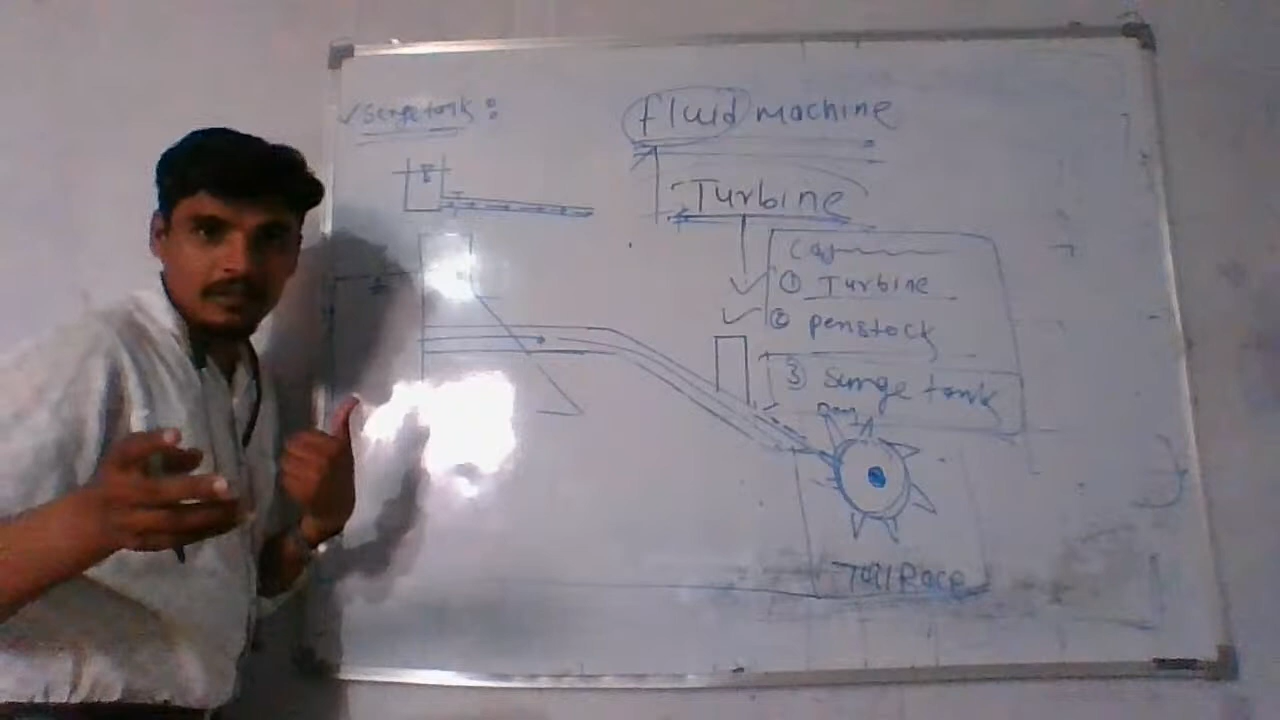 ✓ Surge tank :
fluid machine
Turbine
① Turbine
② penstock
③ Surge tank
Tail Race